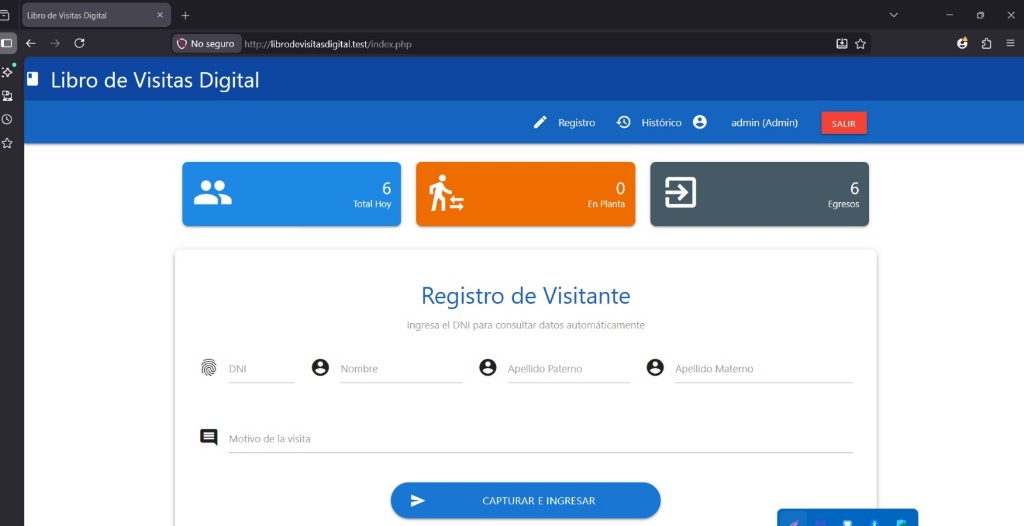 Libro de Visitas Digital
No seguro http://librodevisitasdigital.test/index.php
Libro de Visitas Digital
Registro Histórico admin (Admin) SALIR
6 0 6
Total Hoy En Planta Egresos
Registro de Visitante
Ingresa el DNI para consultar datos automáticamente
DNI Nombre Apellido Paterno Apellido Materno
Motivo de la visita
CAPTURAR E INGRESAR